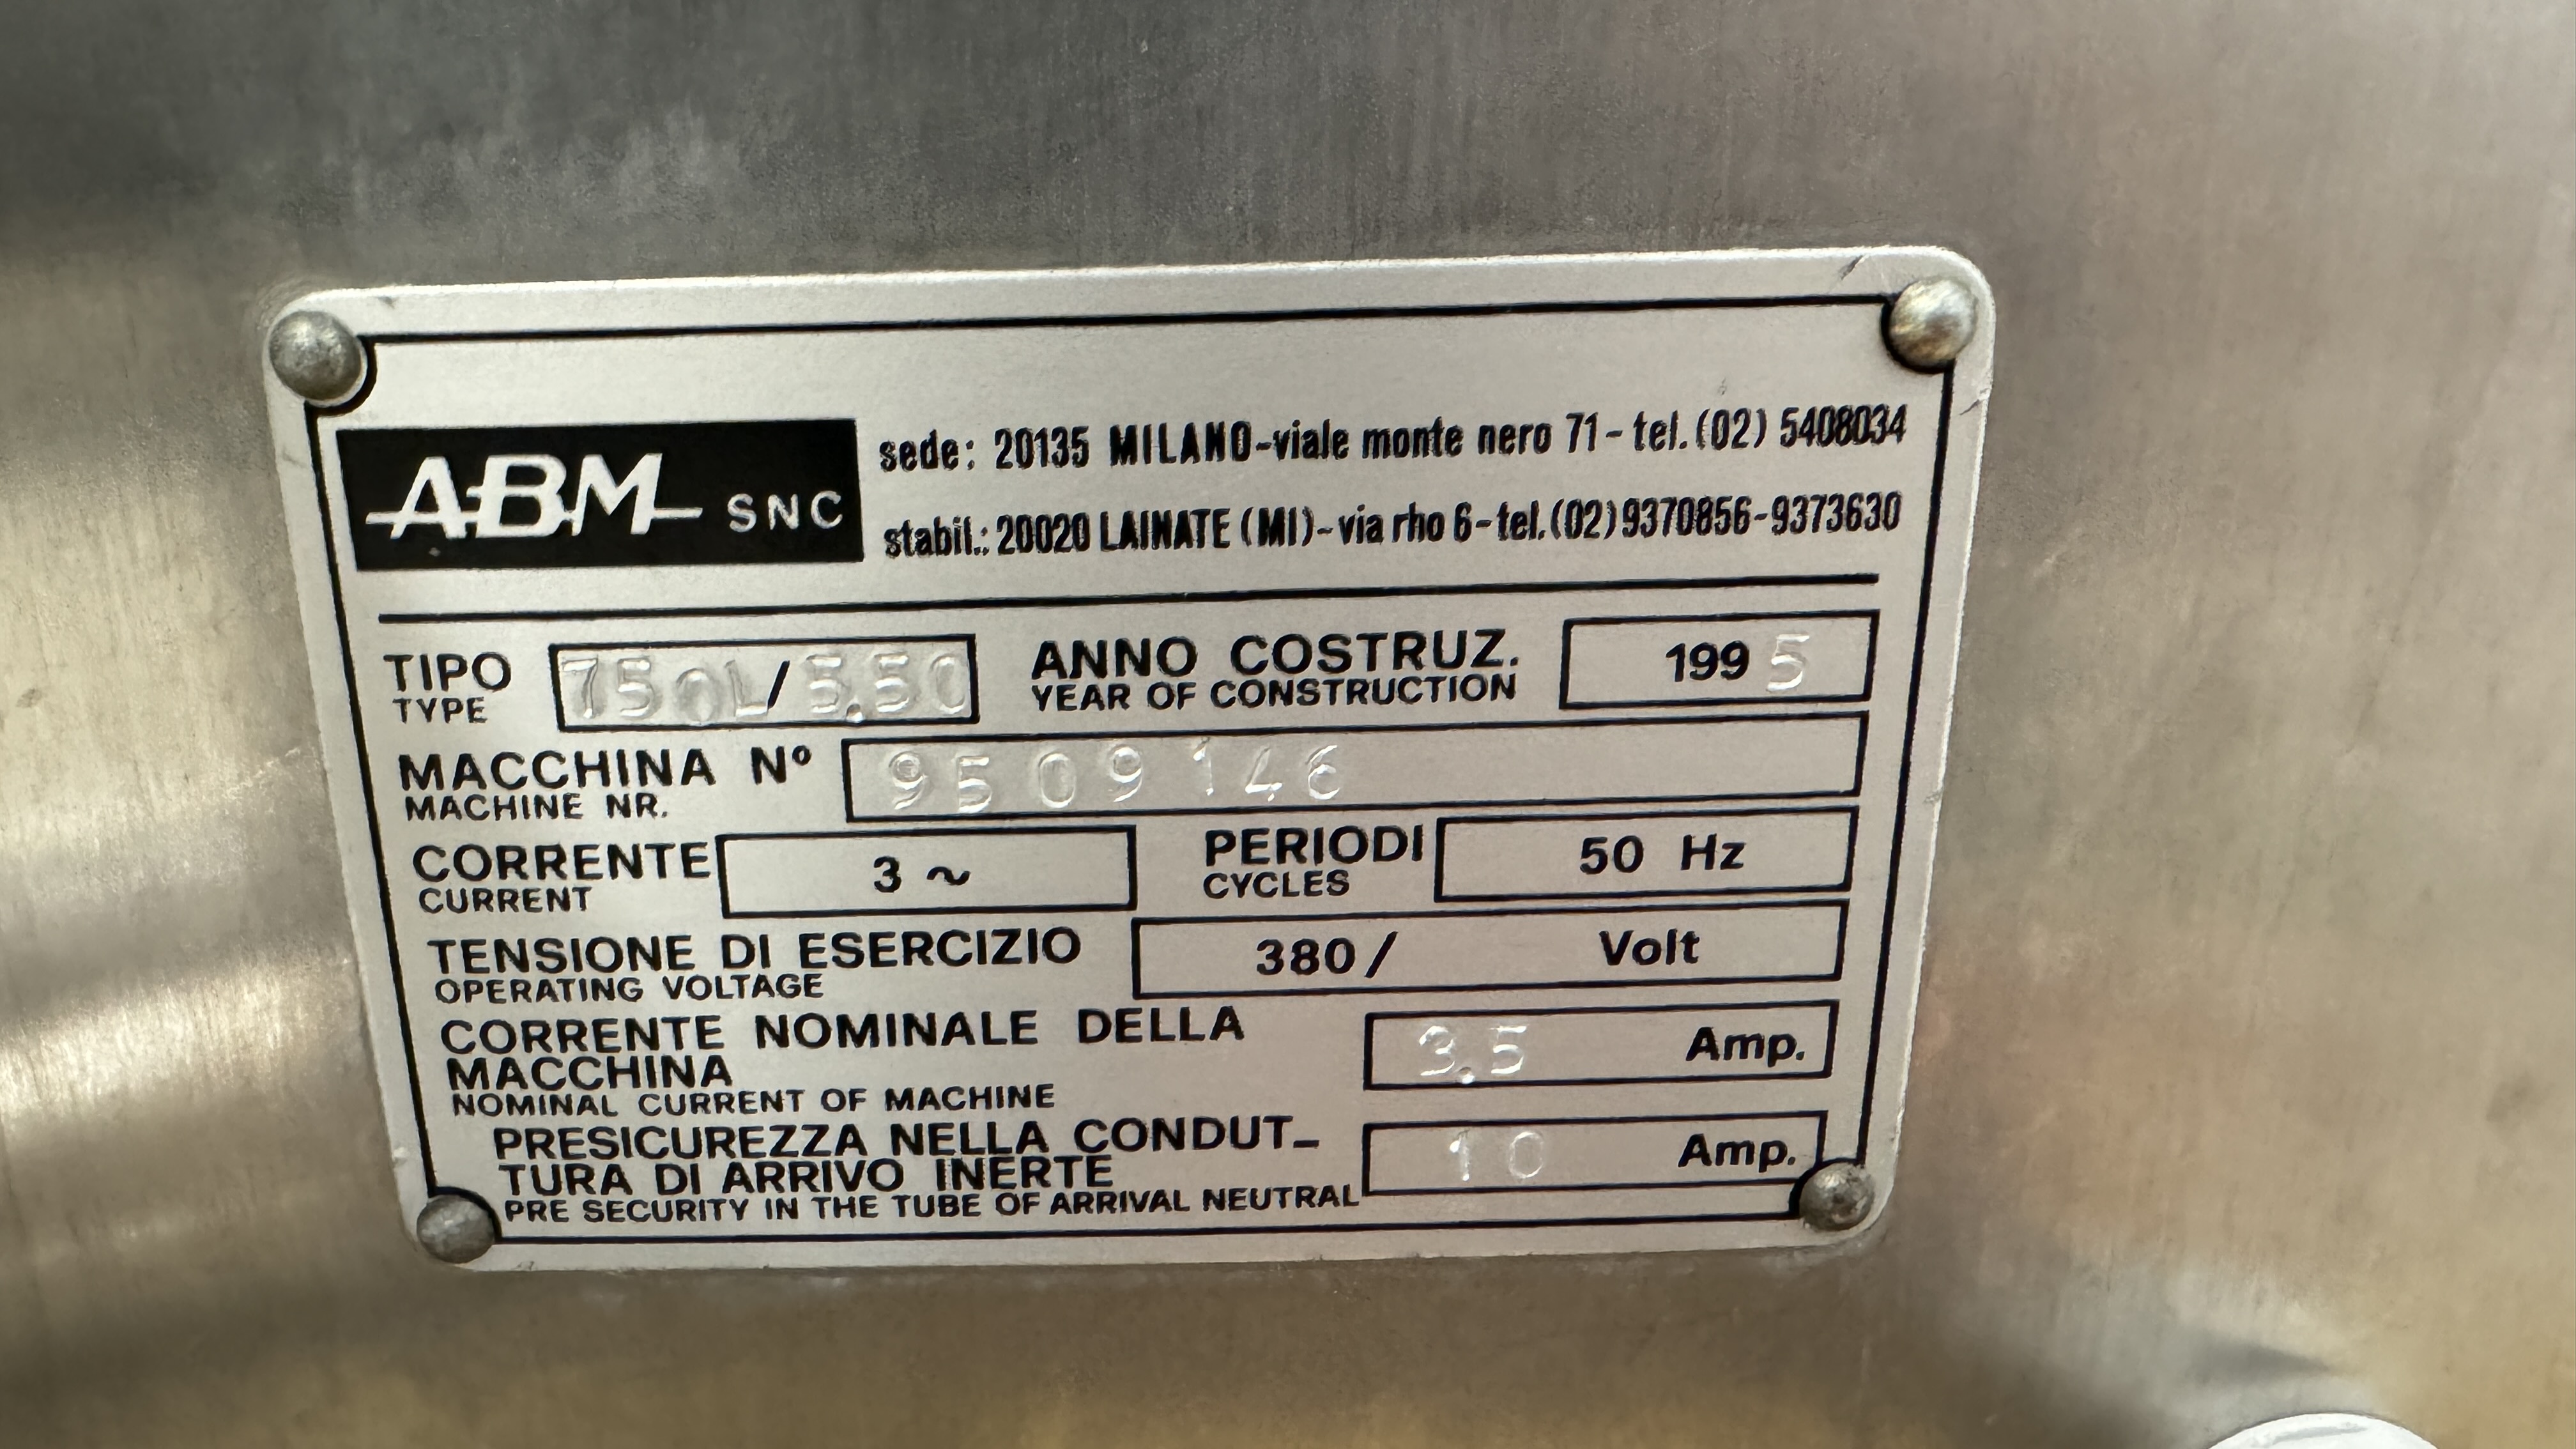 ABM SNC
sede: 20135 MILANO-viale monte nero 71-tel.(02) 5408034
stabil.: 20020 LAINATE (MI)-via rho 6-tel.(02)9370856-9373630
TIPO 750L/5.50 ANNO COSTRUZ. 1995
TYPE YEAR OF CONSTRUCTION
MACCHINA Nº 9509146
MACHINE NR.
CORRENTE 3 ~ PERIODI 50 Hz
CURRENT CYCLES
TENSIONE DI ESERCIZIO 380/ Volt
OPERATING VOLTAGE
CORRENTE NOMINALE DELLA
MACCHINA 3.5 Amp.
NOMINAL CURRENT OF MACHINE
PRESICUREZZA NELLA CONDUT-
TURA DI ARRIVO INERTE 10 Amp.
PRE SECURITY IN THE TUBE OF ARRIVAL NEUTRAL